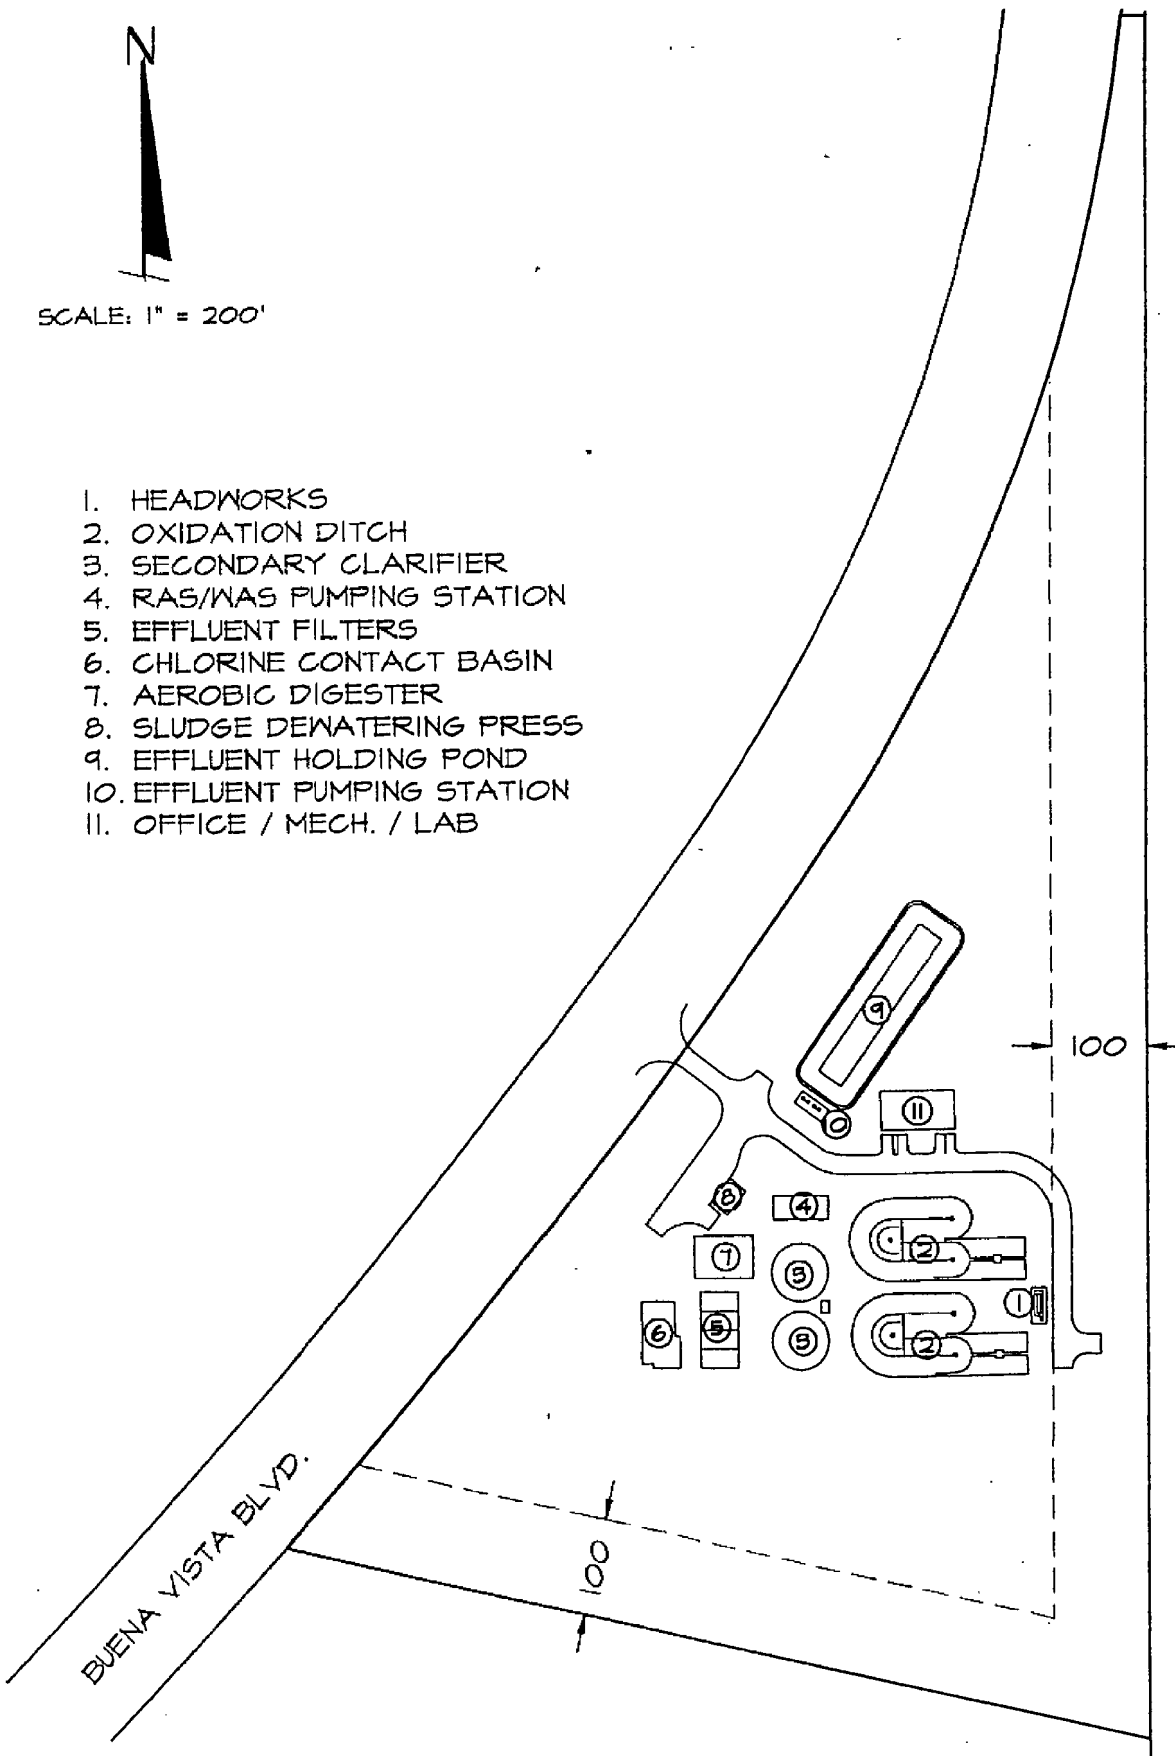 N
SCALE: 1" = 200'
1. HEADWORKS
2. OXIDATION DITCH
3. SECONDARY CLARIFIER
4. RAS/WAS PUMPING STATION
5. EFFLUENT FILTERS
6. CHLORINE CONTACT BASIN
7. AEROBIC DIGESTER
8. SLUDGE DEWATERING PRESS
9. EFFLUENT HOLDING POND
10. EFFLUENT PUMPING STATION
11. OFFICE / MECH. / LAB
9
100
11
10
8
4
2
7
3
1
6
5
3
2
BUENA VISTA BLVD.
100